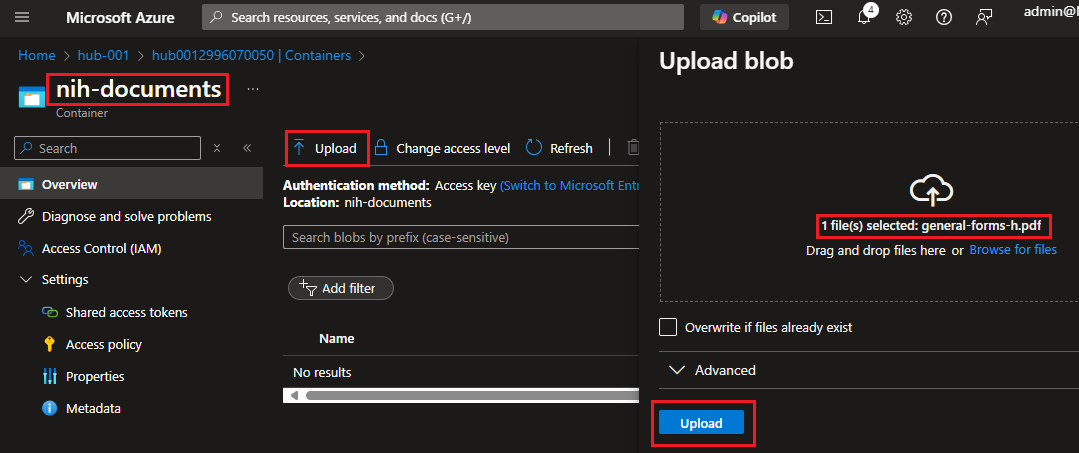 Microsoft Azure
Search resources, services, and docs (G+/)
Copilot
4
admin@
Home > hub-001 > hub0012996070050 | Containers >
nih-documents
...
Container
Search
Overview
Diagnose and solve problems
Access Control (IAM)
Settings
Shared access tokens
Access policy
Properties
Metadata
Upload
Change access level
Refresh
Authentication method: Access key (Switch to Microsoft Entr
Location: nih-documents
Search blobs by prefix (case-sensitive)
Add filter
Name
No results
Upload blob
1 file(s) selected: general-forms-h.pdf
Drag and drop files here or Browse for files
Overwrite if files already exist
Advanced
Upload